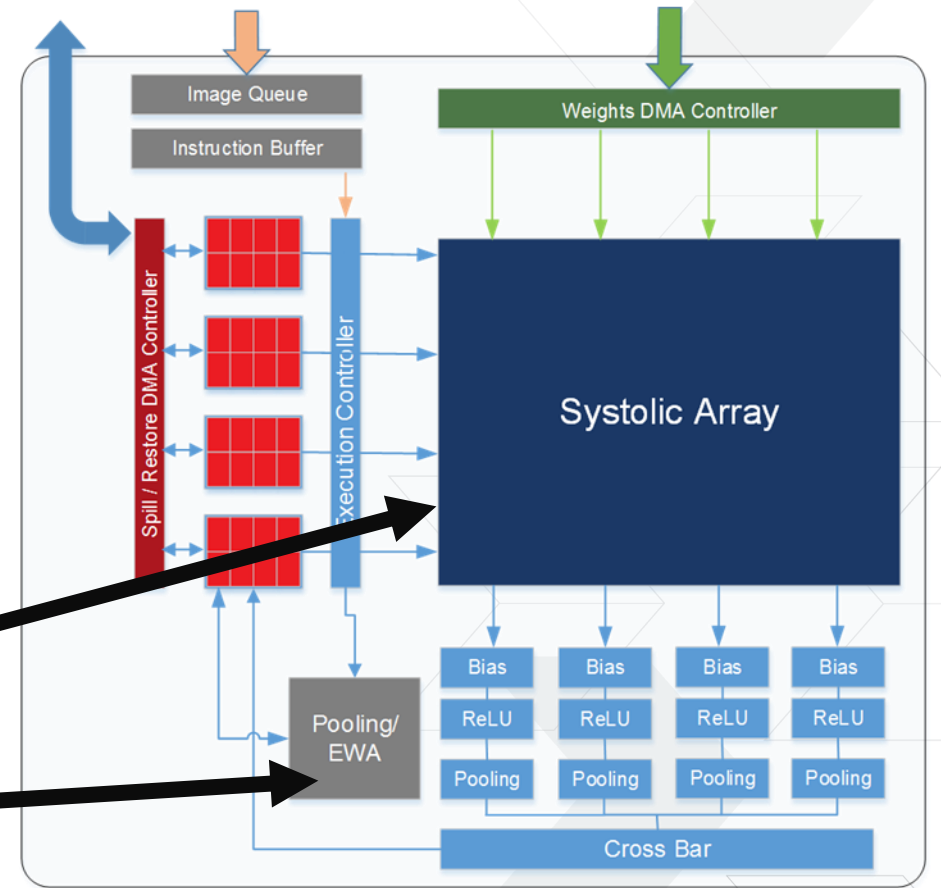 Image Queue
Weights DMA Controller
Instruction Buffer
Spill / Restore DMA Controller
Execution Controller
Systolic Array
Pooling/
EWA
Bias
Bias
Bias
Bias
ReLU
ReLU
ReLU
ReLU
Pooling
Pooling
Pooling
Pooling
Cross Bar